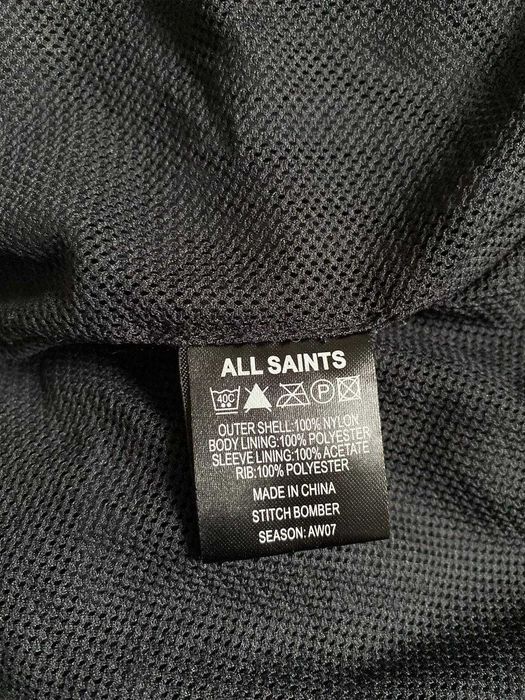 ALL SAINTS
40C P
OUTER SHELL:100% NYLON
BODY LINING:100% POLYESTER
SLEEVE LINING:100% ACETATE
RIB:100% POLYESTER
MADE IN CHINA
STITCH BOMBER
SEASON: AW07